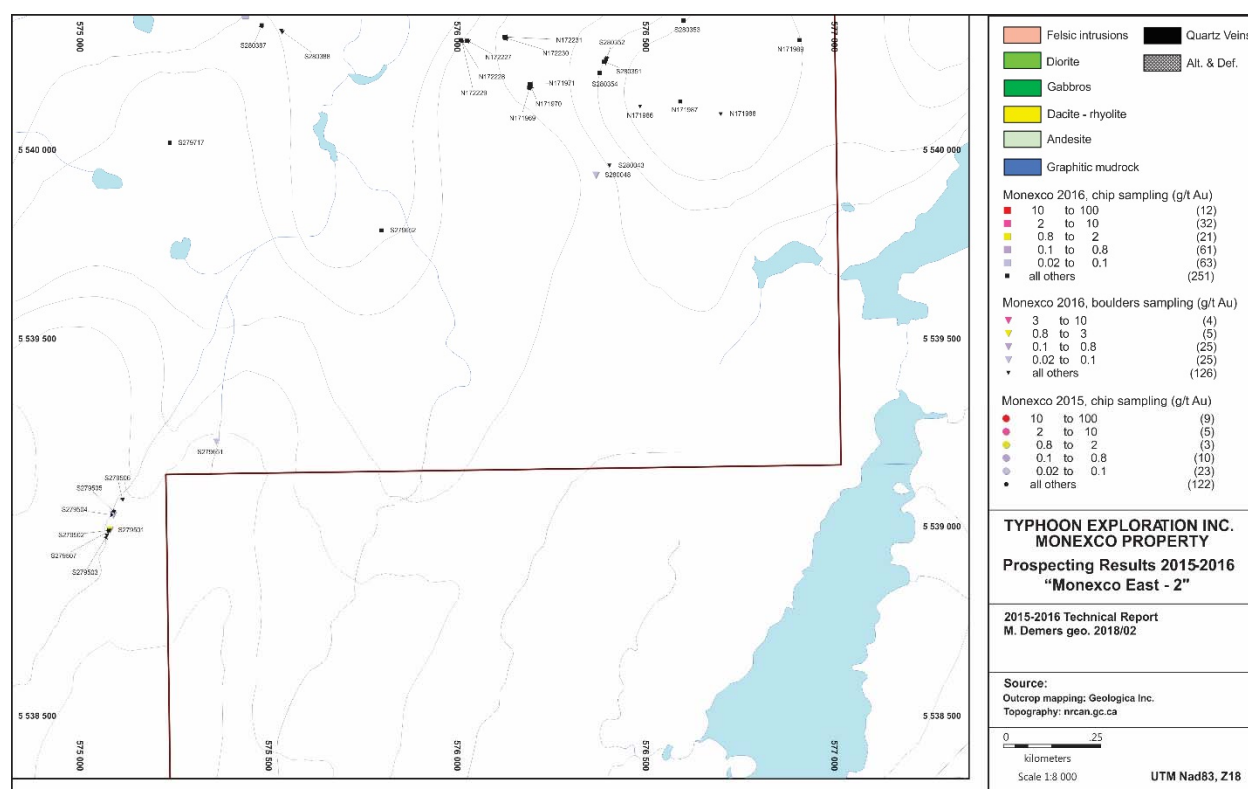 575 000
575 500
576 000
576 500
577 000
S280387
S280388
N172231
N172230
N172227
N172228
N172229
S280352
S280353
S280351
S280354
N171971
N171970
N171969
N171989
N171986
N171987
N171988
S279717
5 540 000
5 540 000
S280043
S280048
5 539 500
5 539 500
S279506
S279505
S279504
S279501
S279503
5 539 000
5 539 000
5 538 500
5 538 500
575 000
575 500
576 000
576 500
577 000
Felsic intrusions
Quartz Veins
Diorite
Alt. & Def.
Gabbros
Dacite - rhyolite
Andesite
Graphitic mudrock
Monexco 2016, chip sampling (g/t Au)
10 to 100 (12)
2 to 10 (32)
0.8 to 2 (21)
0.1 to 0.8 (61)
0.02 to 0.1 (63)
all others (251)
Monexco 2016, boulders sampling (g/t Au)
3 to 10 (4)
0.8 to 3 (5)
0.1 to 0.8 (25)
0.02 to 0.1 (25)
all others (126)
Monexco 2015, chip sampling (g/t Au)
10 to 100 (9)
2 to 10 (5)
0.8 to 2 (3)
0.1 to 0.8 (10)
0.02 to 0.1 (23)
all others (122)
TYPHOON EXPLORATION INC.
MONEXCO PROPERTY
Prospecting Results 2015-2016
“Monexco East - 2"
2015-2016 Technical Report
M. Demers geo. 2018/02
Source:
Outcrop mapping: Geologica Inc.
Topography: nrcan.gc.ca
0 .25
kilometers
Scale 1:8 000
UTM Nad83, Z18